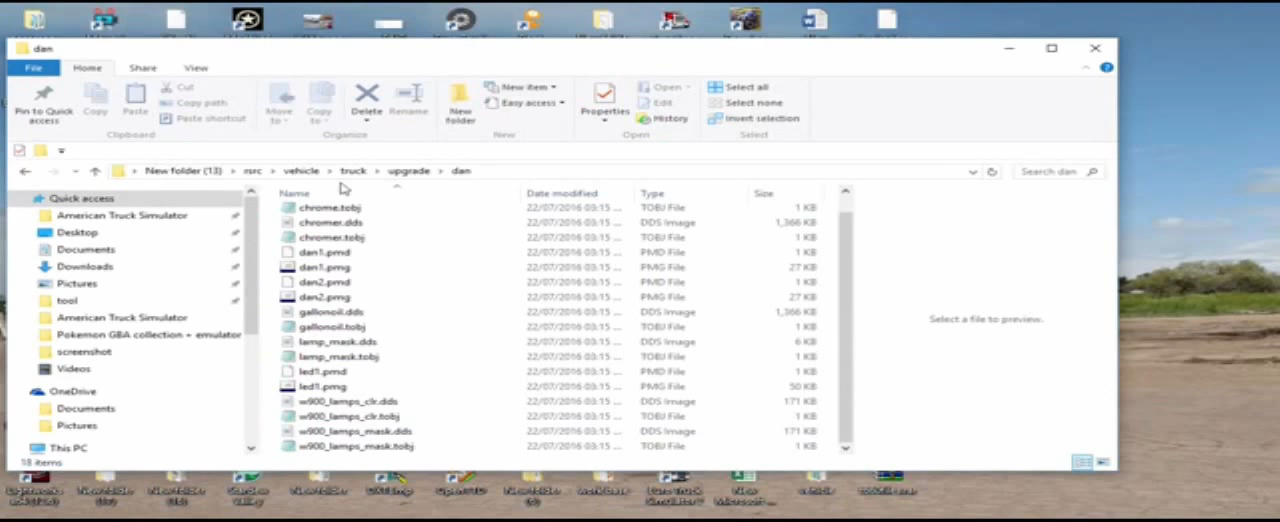 dan
File Home Share View
Pin to Quick access
Copy
Paste
Cut
Copy path
Paste shortcut
Clipboard
Move to
Copy to
Delete
Rename
Organize
New folder
New item
Easy access
New
Properties
Open
Edit
History
Open
Select all
Select none
Invert selection
Select
New folder (13) › rsrc › vehicle › truck › upgrade › dan
Search dan
Quick access
American Truck Simulator
Desktop
Documents
Downloads
Pictures
tool
American Truck Simulator
Pokemon GBA collection + emulator
screenshot
Videos
OneDrive
Documents
Pictures
This PC
Name Date modified Type Size
chrome.tobj 22/07/2016 03:15 ... TOBJ File 1 KB
chromer.dds 22/07/2016 03:15 ... DDS Image 1,366 KB
chromer.tobj 22/07/2016 03:15 ... TOBJ File 1 KB
dan1.pmd 22/07/2016 03:15 ... PMD File 1 KB
dan1.pmg 22/07/2016 03:15 ... PMG File 27 KB
dan2.pmd 22/07/2016 03:15 ... PMD File 1 KB
dan2.pmg 22/07/2016 03:15 ... PMG File 27 KB
gallonoil.dds 22/07/2016 03:15 ... DDS Image 1,366 KB
gallonoil.tobj 22/07/2016 03:15 ... TOBJ File 1 KB
lamp_mask.dds 22/07/2016 03:15 ... DDS Image 6 KB
lamp_mask.tobj 22/07/2016 03:15 ... TOBJ File 1 KB
led1.pmd 22/07/2016 03:15 ... PMD File 1 KB
led1.pmg 22/07/2016 03:15 ... PMG File 50 KB
w900_lamps_clr.dds 22/07/2016 03:15 ... DDS Image 171 KB
w900_lamps_clr.tobj 22/07/2016 03:15 ... TOBJ File 1 KB
w900_lamps_mask.dds 22/07/2016 03:15 ... DDS Image 171 KB
w900_lamps_mask.tobj 22/07/2016 03:15 ... TOBJ File 1 KB
Select a file to preview.
18 items
New folder
vehicle